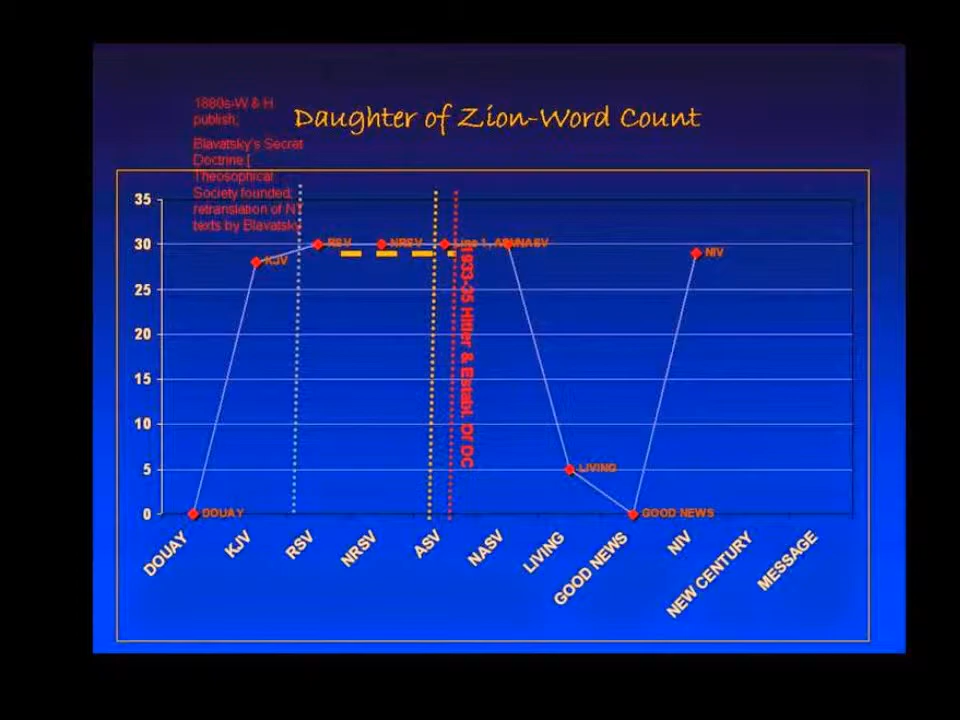 1880s-W & H
publish;
Daughter of Zion-Word Count
Blavatsky's Secret
Doctrine [
Theosophical
Society founded;
retranslation of NT
texts by Blavatsky
35
30
25
20
15
10
5
0
RSV
NRSV
NASV
KJV
NIV
1933-35 Hitler & Establ. Of DC
LIVING
DOUAY
GOOD NEWS
DOUAY
KJV
RSV
NRSV
ASV
NASV
LIVING
GOOD NEWS
NIV
NEW CENTURY
MESSAGE